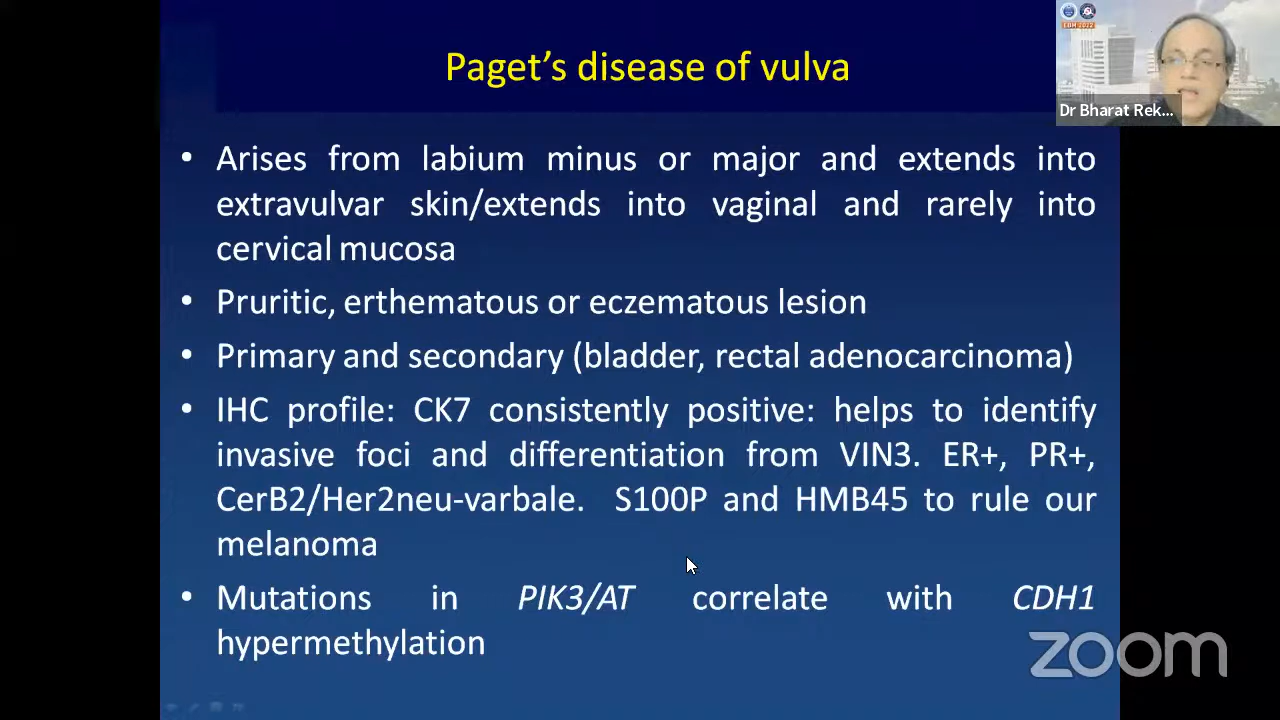 Paget's disease of vulva
Dr Bharat Rek...
• Arises from labium minus or major and extends into
extravulvar skin/extends into vaginal and rarely into
cervical mucosa
• Pruritic, erthematous or eczematous lesion
• Primary and secondary (bladder, rectal adenocarcinoma)
• IHC profile: CK7 consistently positive: helps to identify
invasive foci and differentiation from VIN3. ER+, PR+,
CerB2/Her2neu-varbale. S100P and HMB45 to rule our
melanoma
• Mutations in PIK3/AT correlate with CDH1
hypermethylation
zoom